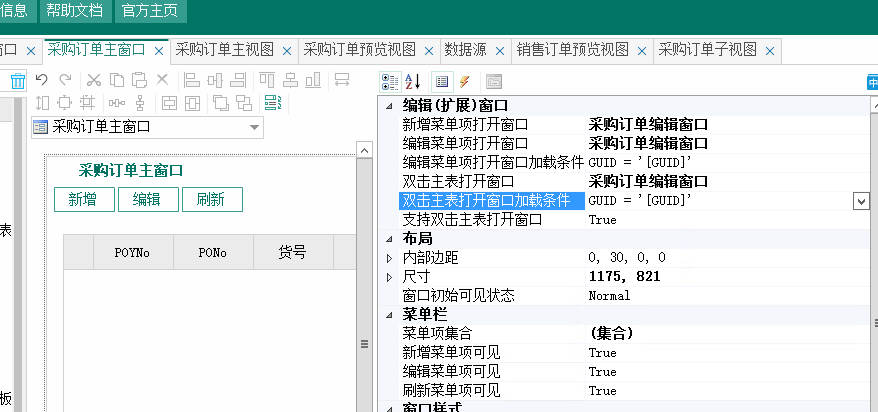 信息 帮助文档 官方主页
窗口 采购订单主窗口 采购订单主视图 采购订单预览视图 数据源 销售订单预览视图 采购订单子视图
中
采购订单主窗口
采购订单主窗口
新增 编辑 刷新
表
POYNo PONo 货号
板
编辑(扩展)窗口
新增菜单项打开窗口 采购订单编辑窗口
编辑菜单项打开窗口 采购订单编辑窗口
编辑菜单项打开窗口加载条件 GUID = '[GUID]'
双击主表打开窗口 采购订单编辑窗口
双击主表打开窗口加载条件 GUID = '[GUID]'
支持双击主表打开窗口 True
布局
内部边距 0, 30, 0, 0
尺寸 1175, 821
窗口初始可见状态 Normal
菜单栏
菜单项集合 (集合)
新增菜单项可见 True
编辑菜单项可见 True
刷新菜单项可见 True
窗口样式